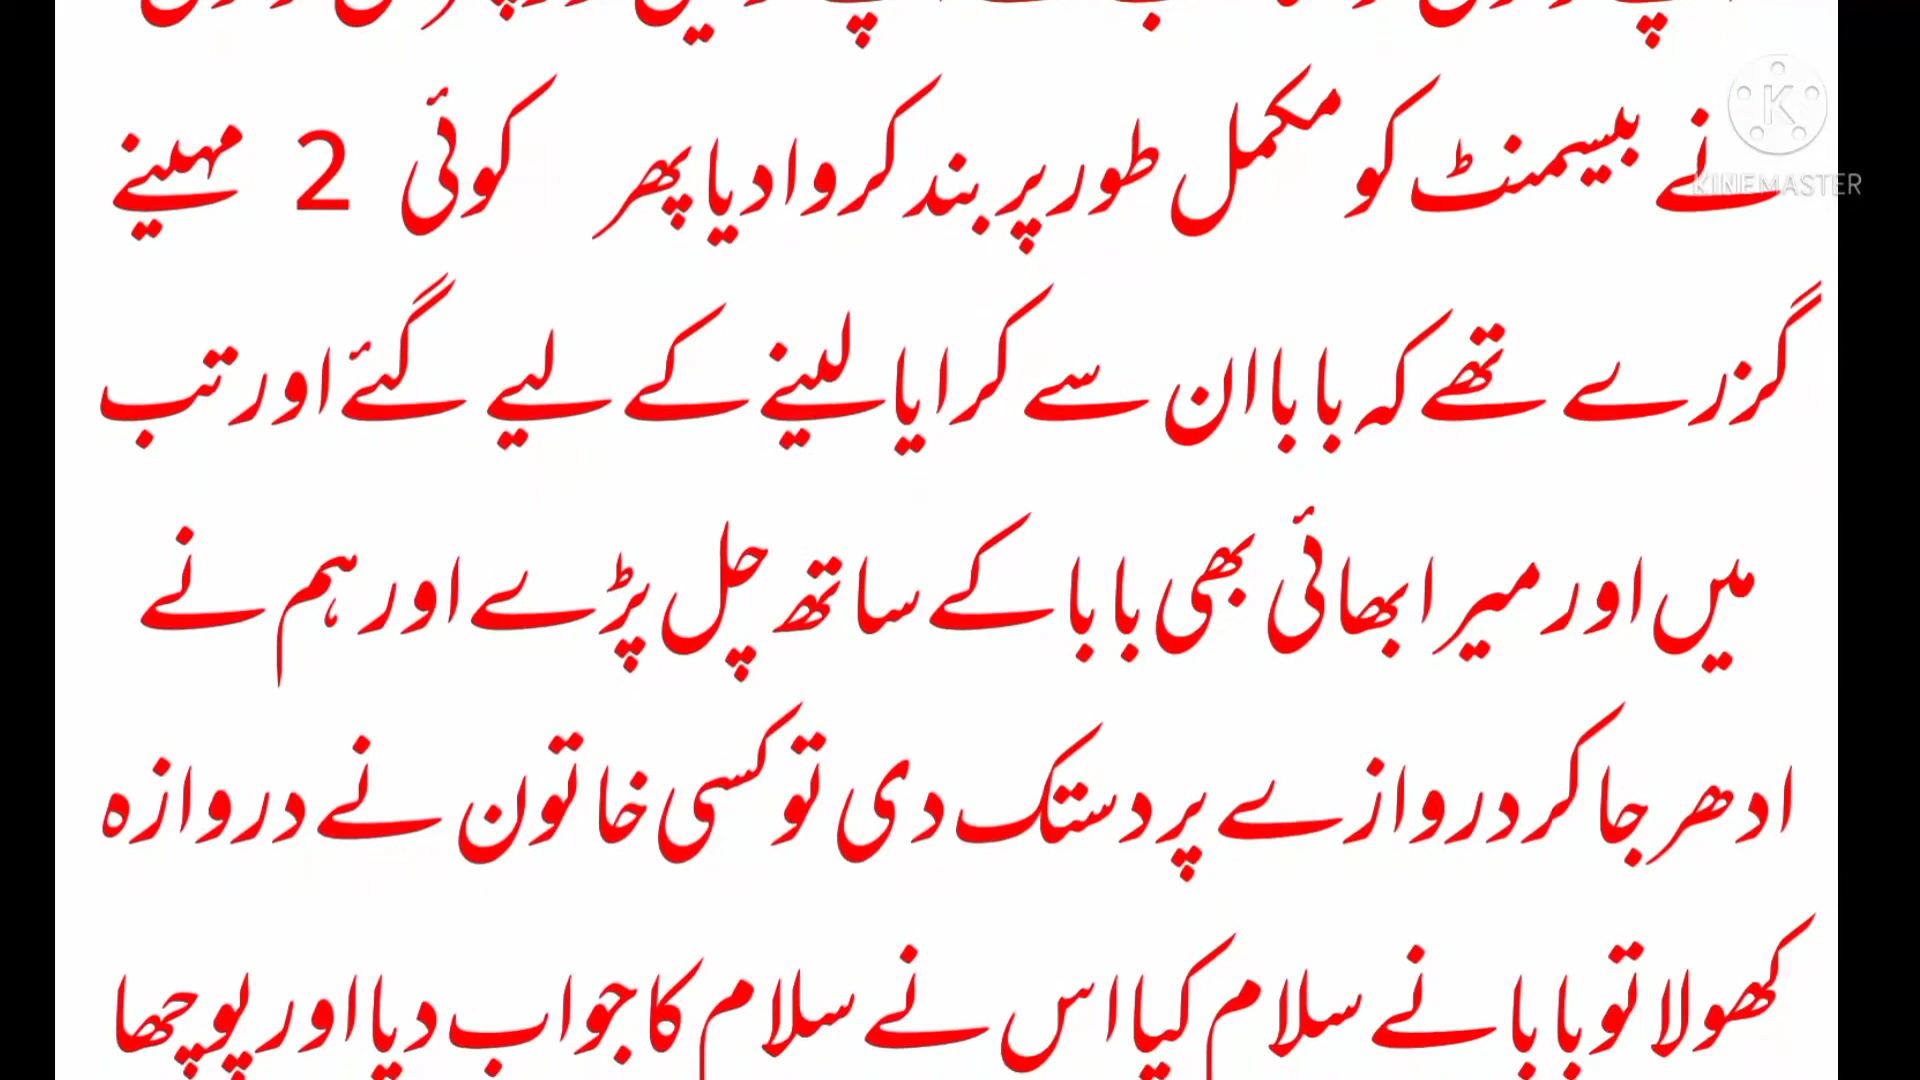 نے بیسمنٹ کو مکمل طور پر بند کروا دیا پھر کوئی 2 مہینے
گزرے تھے کہ بابا ان سے کرایا لینے کے لیے گئے اور تب
میں اور میرا بھائی بھی بابا کے ساتھ چل پڑے اور ہم نے
ادھر جا کر دروازے پر دستک دی تو کسی خاتون نے دروازہ
کھولا تو بابا نے سلام کیا اس نے سلام کا جواب دیا اور پوچھا
KINEMASTER